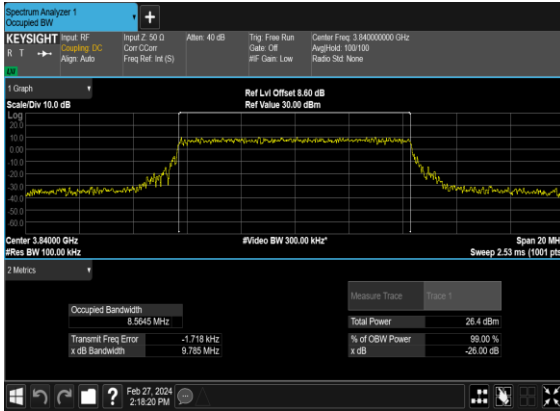 Spectrum Analyzer 1
Occupied BW
+
KEYSIGHT Input: RF Input Z: 50 Ω Atten: 40 dB Trig: Free Run Center Freq: 3.840000000 GHz
R T Coupling: DC Corr CCorr Gate: Off Avg|Hold: 100/100
Align: Auto Freq Ref: Int (S) #IF Gain: Low Radio Std: None
1 Graph
Ref Lvl Offset 8.60 dB
Scale/Div 10.0 dB Ref Value 30.00 dBm
Log
20.0
10.0
0.00
-10.0
-20.0
-30.0
-40.0
-50.0
-60.0
Center 3.84000 GHz #Video BW 300.00 kHz* Span 20 MH
#Res BW 100.00 kHz Sweep 2.53 ms (1001 pts
2 Metrics
Measure Trace Trace 1
Occupied Bandwidth
8.5645 MHz Total Power 26.4 dBm
Transmit Freq Error -1.718 kHz % of OBW Power 99.00 %
x dB Bandwidth 9.785 MHz x dB -26.00 dB
? Feb 27, 2024
2:18:20 PM